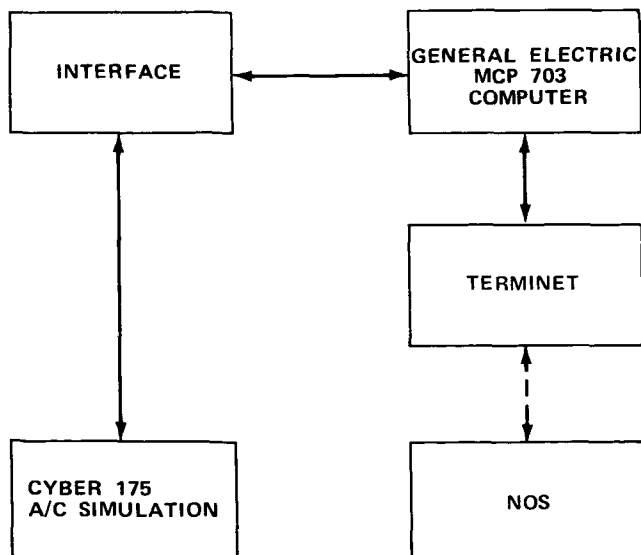 INTERFACE
GENERAL ELECTRIC
MCP 703
COMPUTER
TERMINET
CYBER 175
A/C SIMULATION
NOS